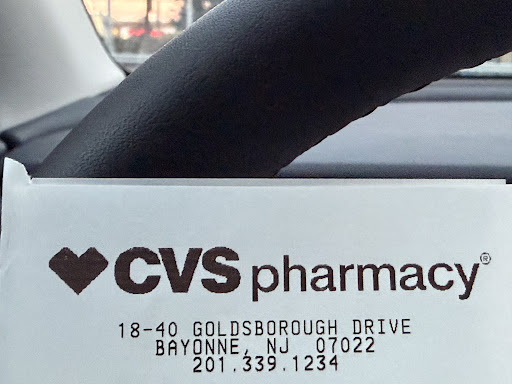 CVS pharmacy®
18-40 GOLDSBOROUGH DRIVE
BAYONNE, NJ 07022
201.339.1234